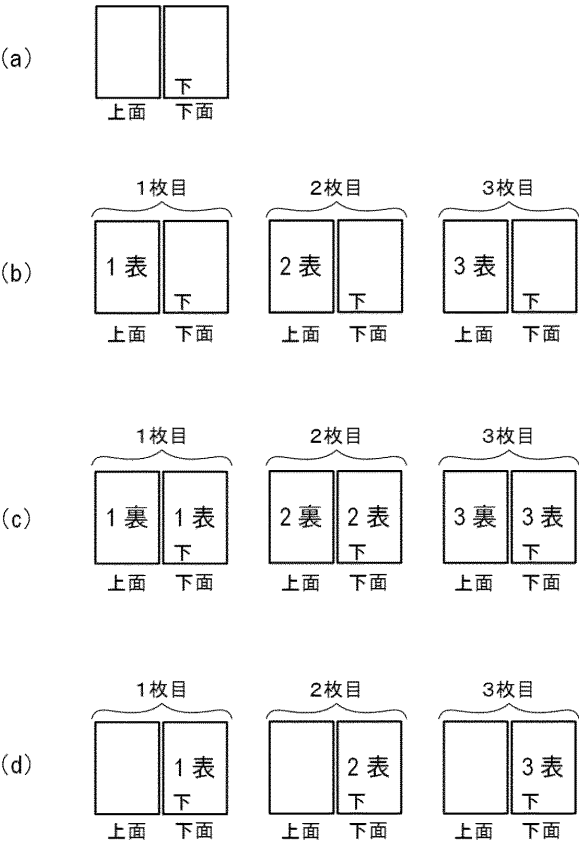 (a)
下
上面 下面
1枚目 2枚目 3枚目
(b)
1表 2表 3表
下 下 下
上面 下面 上面 下面 上面 下面
1枚目 2枚目 3枚目
(c)
1裏 1表 2裏 2表 3裏 3表
下 下 下
上面 下面 上面 下面 上面 下面
1枚目 2枚目 3枚目
(d)
1表 2表 3表
下 下 下
上面 下面 上面 下面 上面 下面